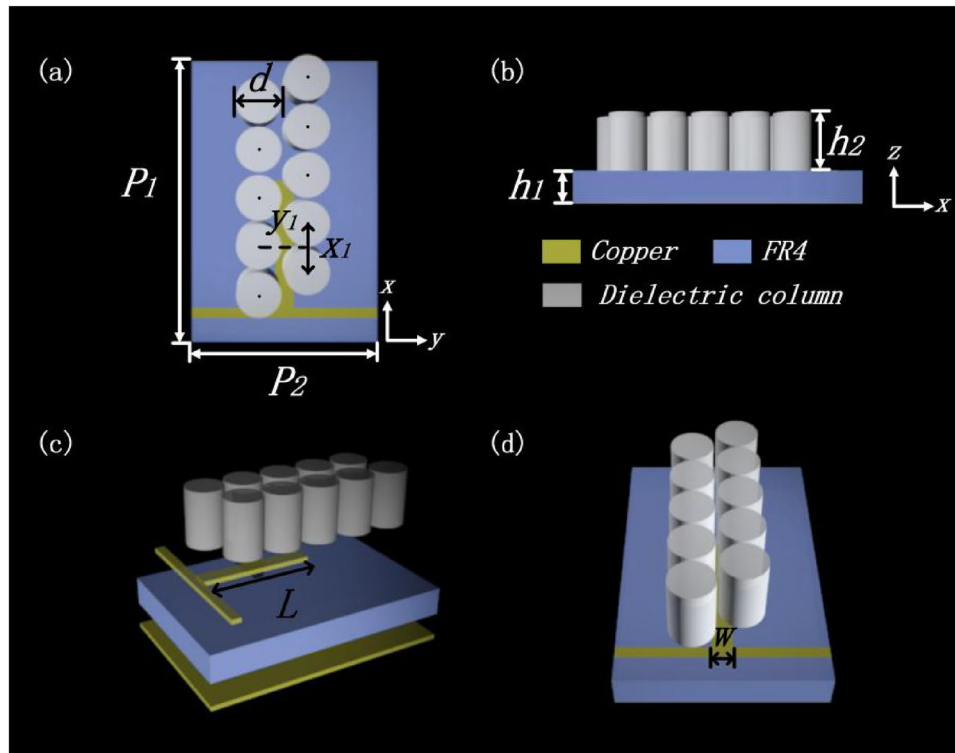 (a)
d
P1
y1
x1
x
y
P2
(b)
h2
h1
z
x
Copper
FR4
Dielectric column
(c)
L
(d)
w